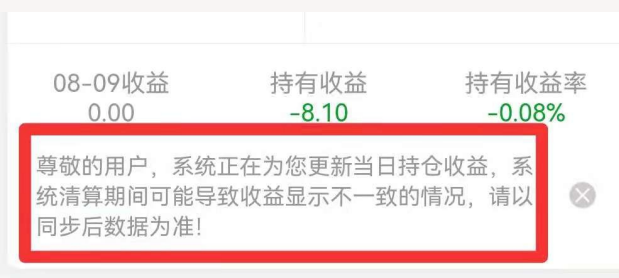 08-09收益 持有收益 持有收益率
0.00 -8.10 -0.08%
尊敬的用户，系统正在为您更新当日持仓收益，系
统清算期间可能导致收益显示不一致的情况，请以
同步后数据为准！